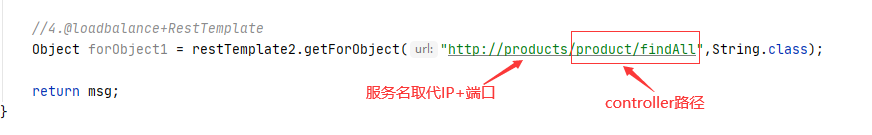 //4.@loadbalance+RestTemplate
Object forObject1 = restTemplate2.getForObject( url: "http://products/product/findAll",String.class);
服务名取代IP+端口
controller路径
return msg;
}